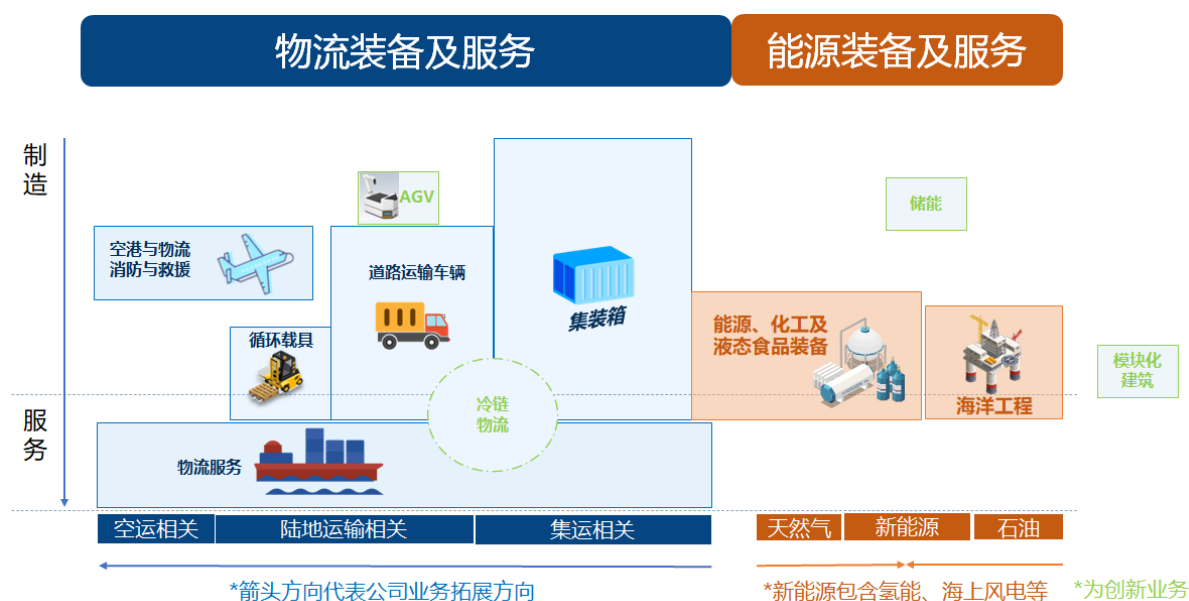 物流装备及服务
能源装备及服务
制造
AGV
储能
空港与物流
消防与救援
道路运输车辆
集装箱
能源、化工及
液态食品装备
循环载具
模块化
建筑
海洋工程
冷链
物流
服务
物流服务
空运相关
陆地运输相关
集运相关
天然气
新能源
石油
*箭头方向代表公司业务拓展方向
*新能源包含氢能、海上风电等
*为创新业务